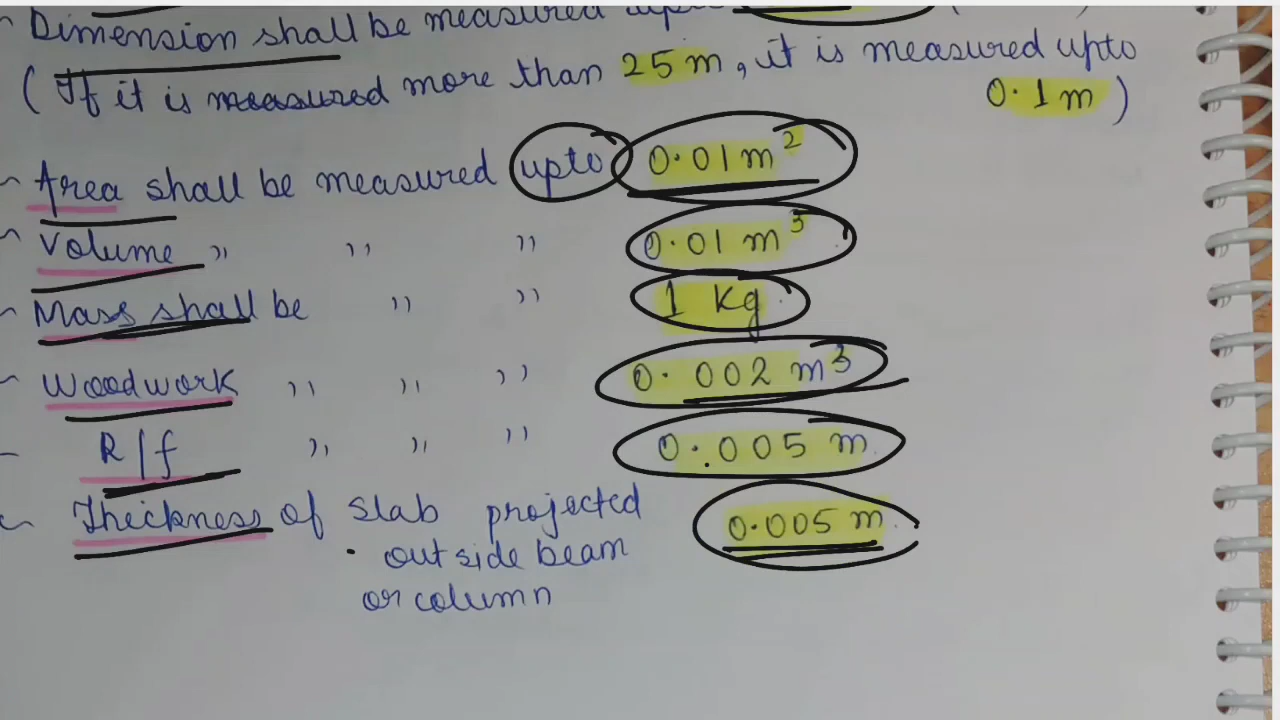 Dimension shall be measured upto
( If it is measured more than 25 m, it is measured upto
0.1 m )
Area shall be measured upto 0.01 m²
Volume " " " 0.01 m³
Mass shall be " " 1 Kg
Woodwork " " " 0.002 m³
R/f " " " 0.005 m
Thickness of slab projected 0.005 m
outside beam
or column